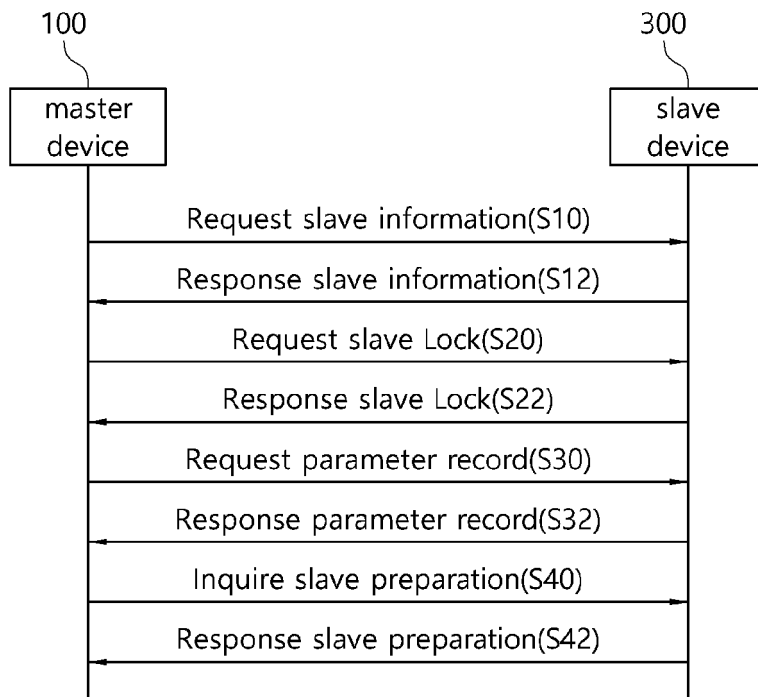 100
300
master
device
slave
device
Request slave information(S10)
Response slave information(S12)
Request slave Lock(S20)
Response slave Lock(S22)
Request parameter record(S30)
Response parameter record(S32)
Inquire slave preparation(S40)
Response slave preparation(S42)